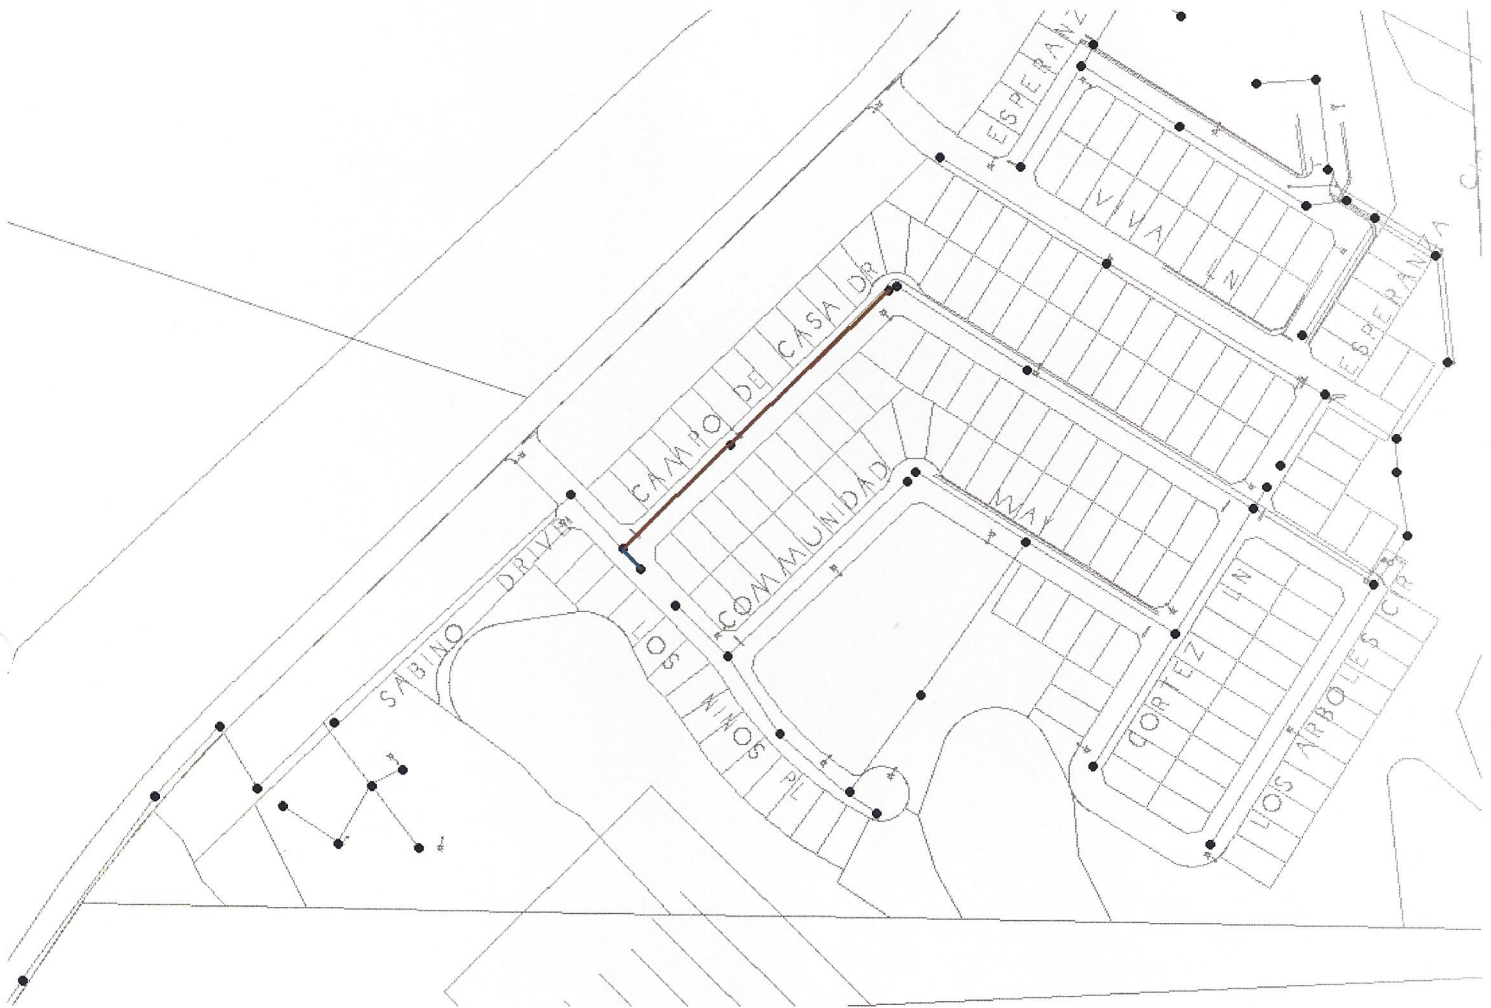 ESPERANZ
VIVA LN
ESPERANZA
CAMPO DE CASA DR
COMMUNIDAD WAY
SABINO DRIVE
LOS NINOS PL
CORTEZ LN
LOS ARBOLES CR